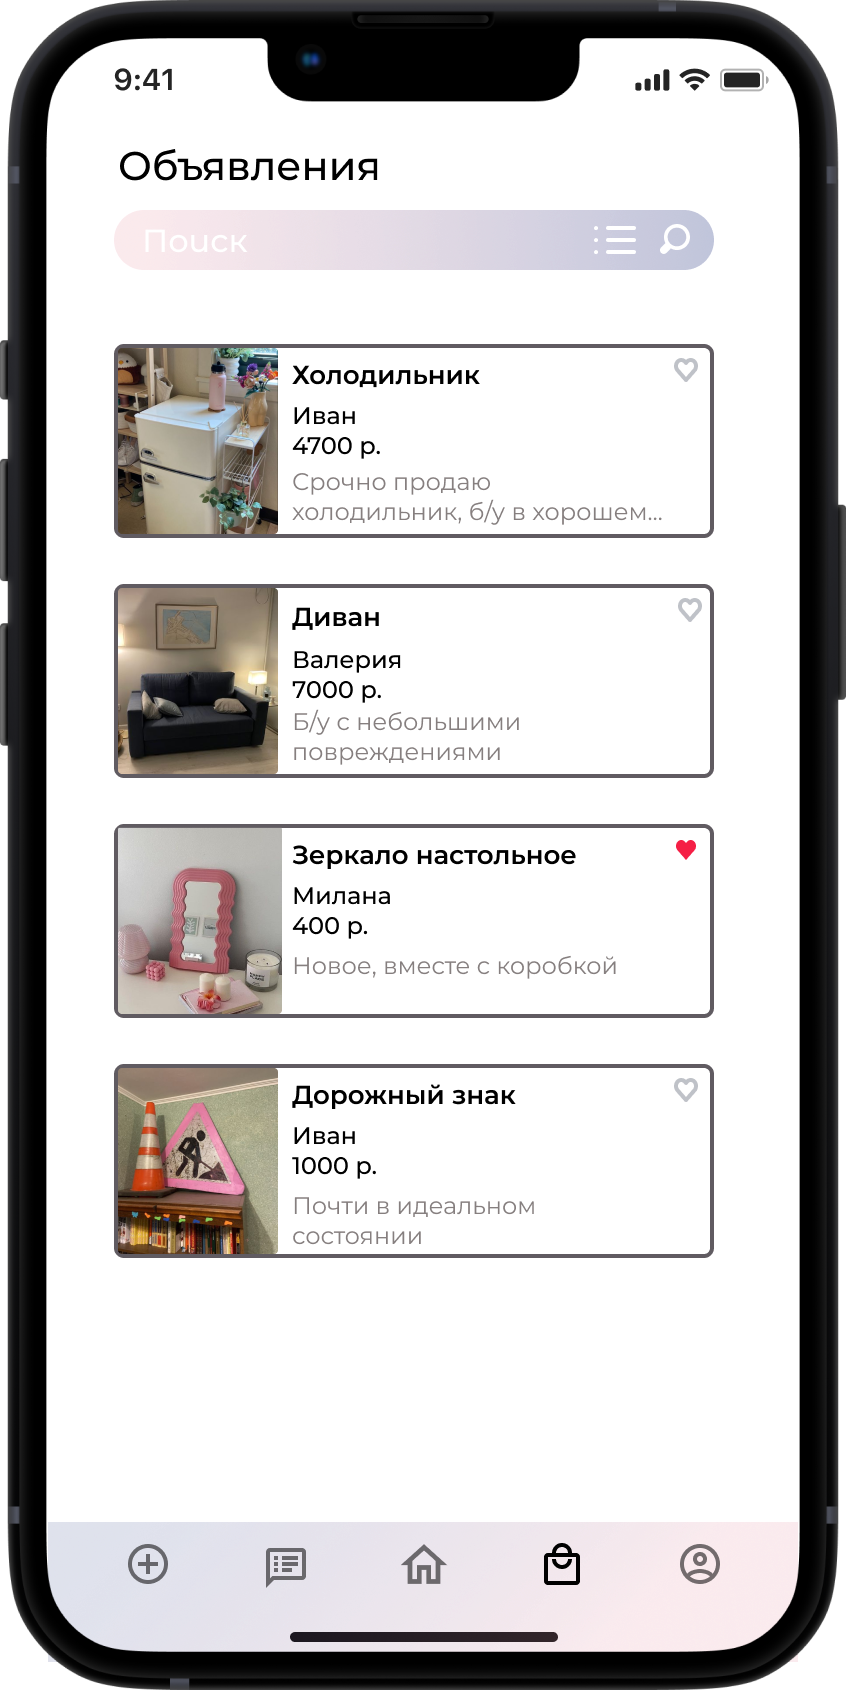 9:41
Объявления
Поиск
Холодильник
Иван
4700 р.
Срочно продаю
холодильник, б/у в хорошем...
Диван
Валерия
7000 р.
Б/у с небольшими
повреждениями
Зеркало настольное
Милана
400 р.
Новое, вместе с коробкой
Дорожный знак
Иван
1000 р.
Почти в идеальном
состоянии